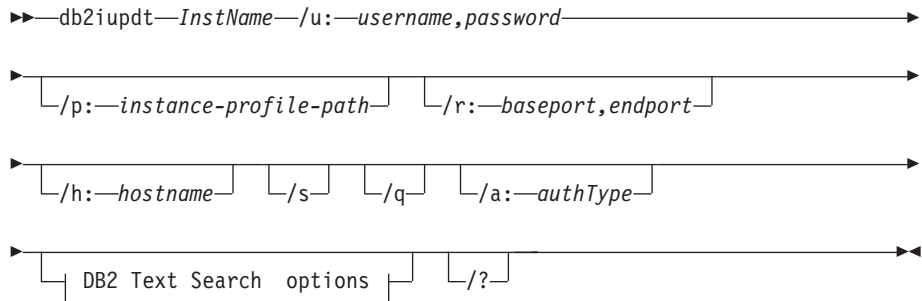 db2iupdt InstName /u: username,password
/p: instance-profile-path /r: baseport,endport
/h: hostname /s /q /a: authType
DB2 Text Search options /?